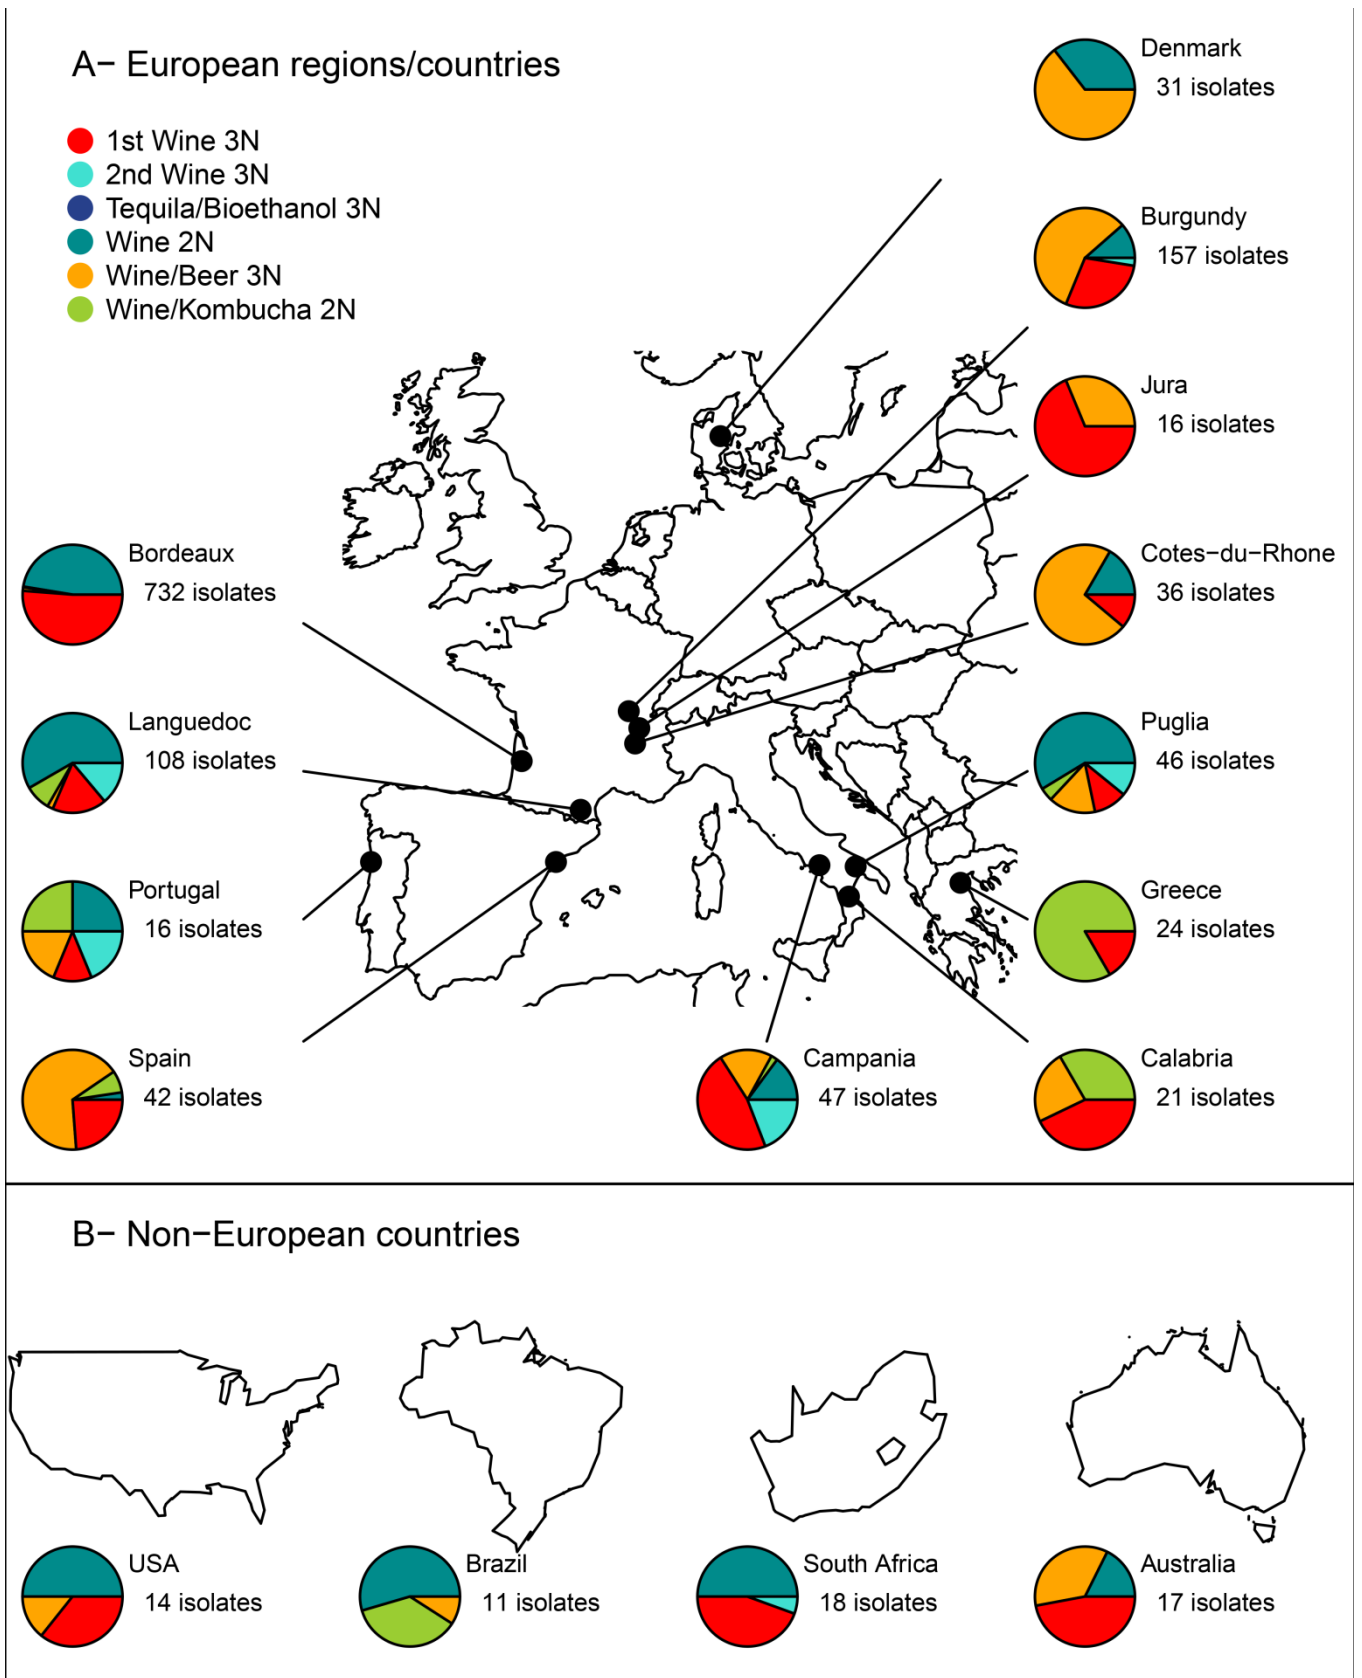 A− European regions/countries
1st Wine 3N
2nd Wine 3N
Tequila/Bioethanol 3N
Wine 2N
Wine/Beer 3N
Wine/Kombucha 2N
Denmark
31 isolates
Burgundy
157 isolates
Jura
16 isolates
Cotes−du−Rhone
36 isolates
Puglia
46 isolates
Greece
24 isolates
Calabria
21 isolates
Bordeaux
732 isolates
Languedoc
108 isolates
Portugal
16 isolates
Spain
42 isolates
Campania
47 isolates
B− Non−European countries
USA
14 isolates
Brazil
11 isolates
South Africa
18 isolates
Australia
17 isolates